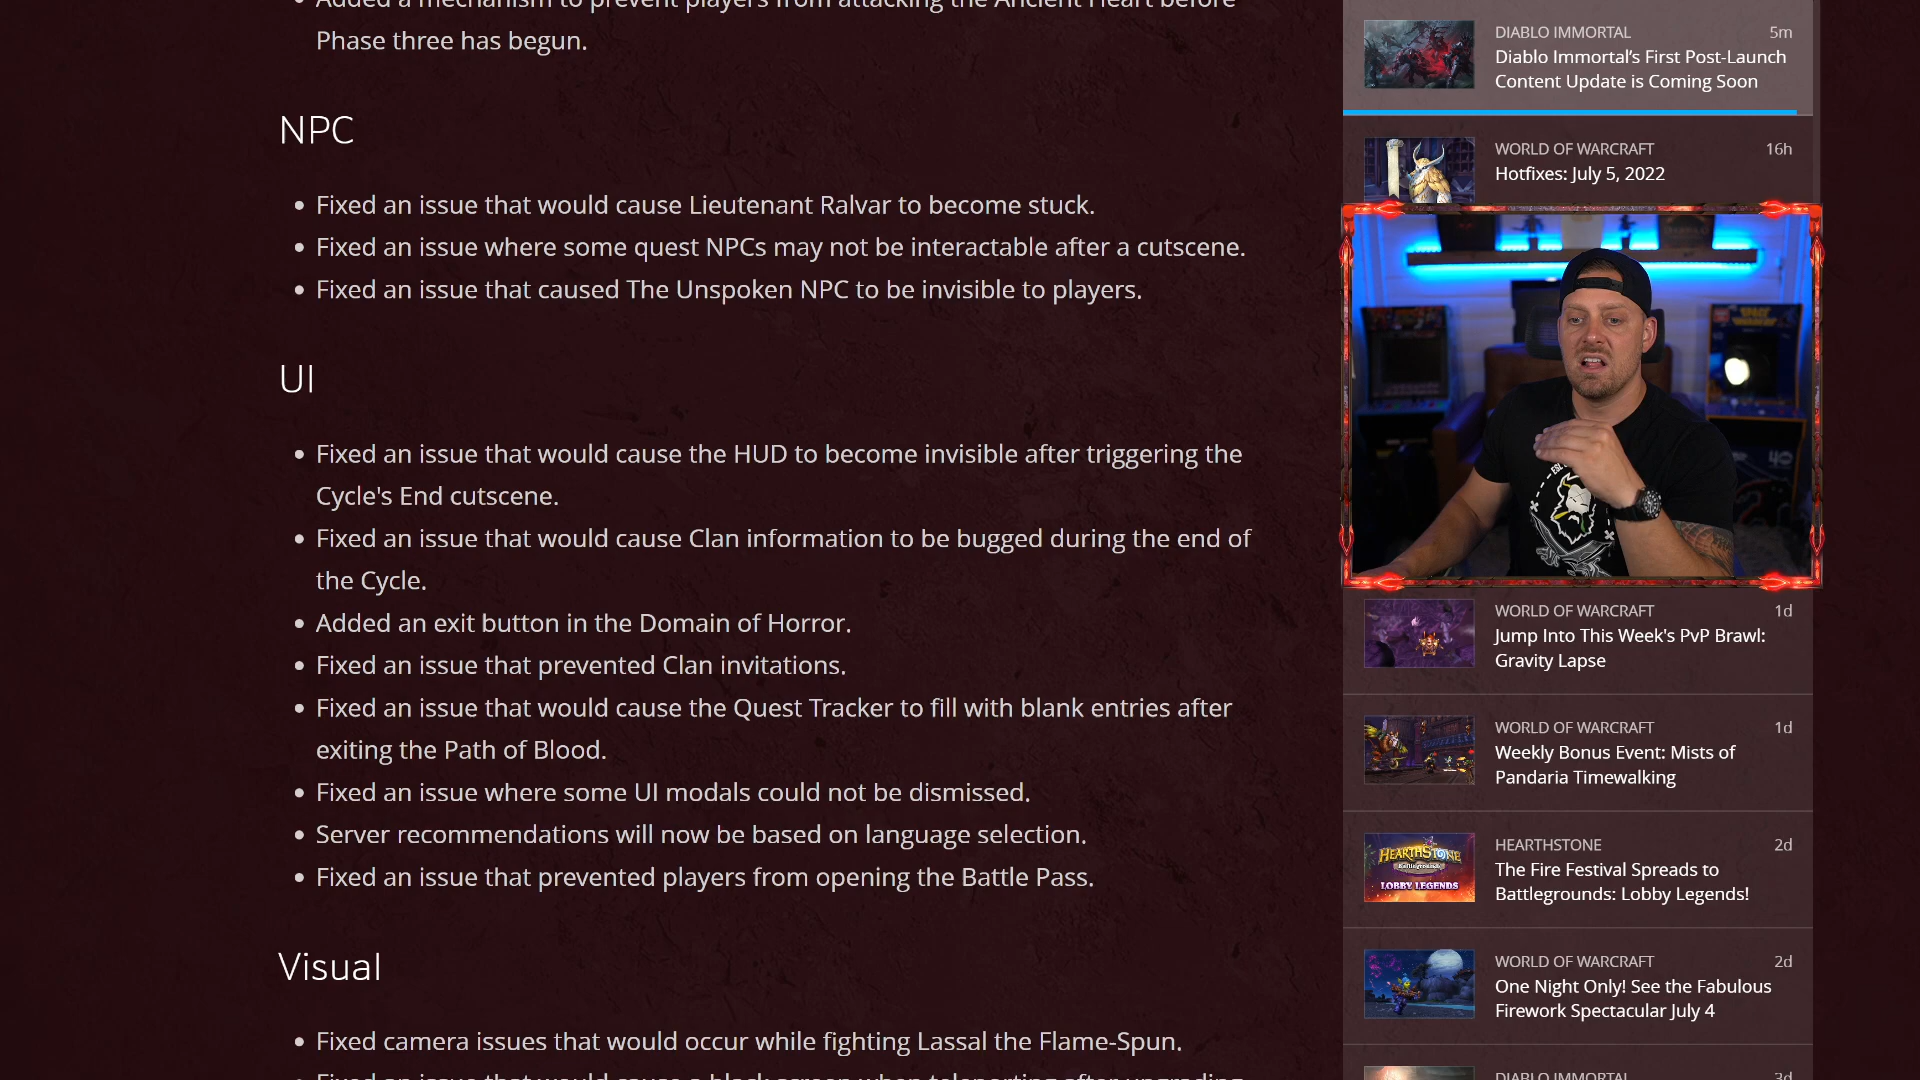 Added a mechanism to prevent players from attacking the Ancient Heart before
Phase three has begun.
NPC
Fixed an issue that would cause Lieutenant Ralvar to become stuck.
Fixed an issue where some quest NPCs may not be interactable after a cutscene.
Fixed an issue that caused The Unspoken NPC to be invisible to players.
UI
Fixed an issue that would cause the HUD to become invisible after triggering the
Cycle's End cutscene.
Fixed an issue that would cause Clan information to be bugged during the end of
the Cycle.
Added an exit button in the Domain of Horror.
Fixed an issue that prevented Clan invitations.
Fixed an issue that would cause the Quest Tracker to fill with blank entries after
exiting the Path of Blood.
Fixed an issue where some UI modals could not be dismissed.
Server recommendations will now be based on language selection.
Fixed an issue that prevented players from opening the Battle Pass.
Visual
Fixed camera issues that would occur while fighting Lassal the Flame-Spun.
Fixed an issue that would cause a black screen when teleporting after upgrading
DIABLO IMMORTAL 5m
Diablo Immortal's First Post-Launch
Content Update is Coming Soon
WORLD OF WARCRAFT 16h
Hotfixes: July 5, 2022
WORLD OF WARCRAFT 1d
Jump Into This Week's PvP Brawl:
Gravity Lapse
WORLD OF WARCRAFT 1d
Weekly Bonus Event: Mists of
Pandaria Timewalking
HEARTHSTONE
LOBBY LEGENDS
HEARTHSTONE 2d
The Fire Festival Spreads to
Battlegrounds: Lobby Legends!
WORLD OF WARCRAFT 2d
One Night Only! See the Fabulous
Firework Spectacular July 4
DIABLO IMMORTAL 3d